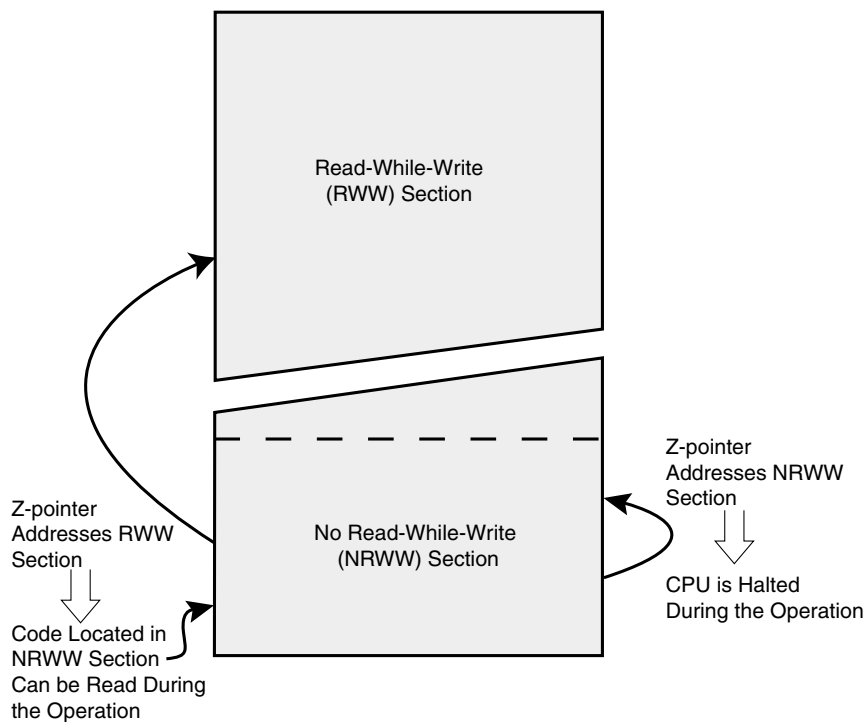 Read-While-Write
(RWW) Section
Z-pointer
Addresses NRWW
Section
Z-pointer
Addresses RWW
Section
No Read-While-Write
(NRWW) Section
CPU is Halted
During the Operation
Code Located in
NRWW Section
Can be Read During
the Operation